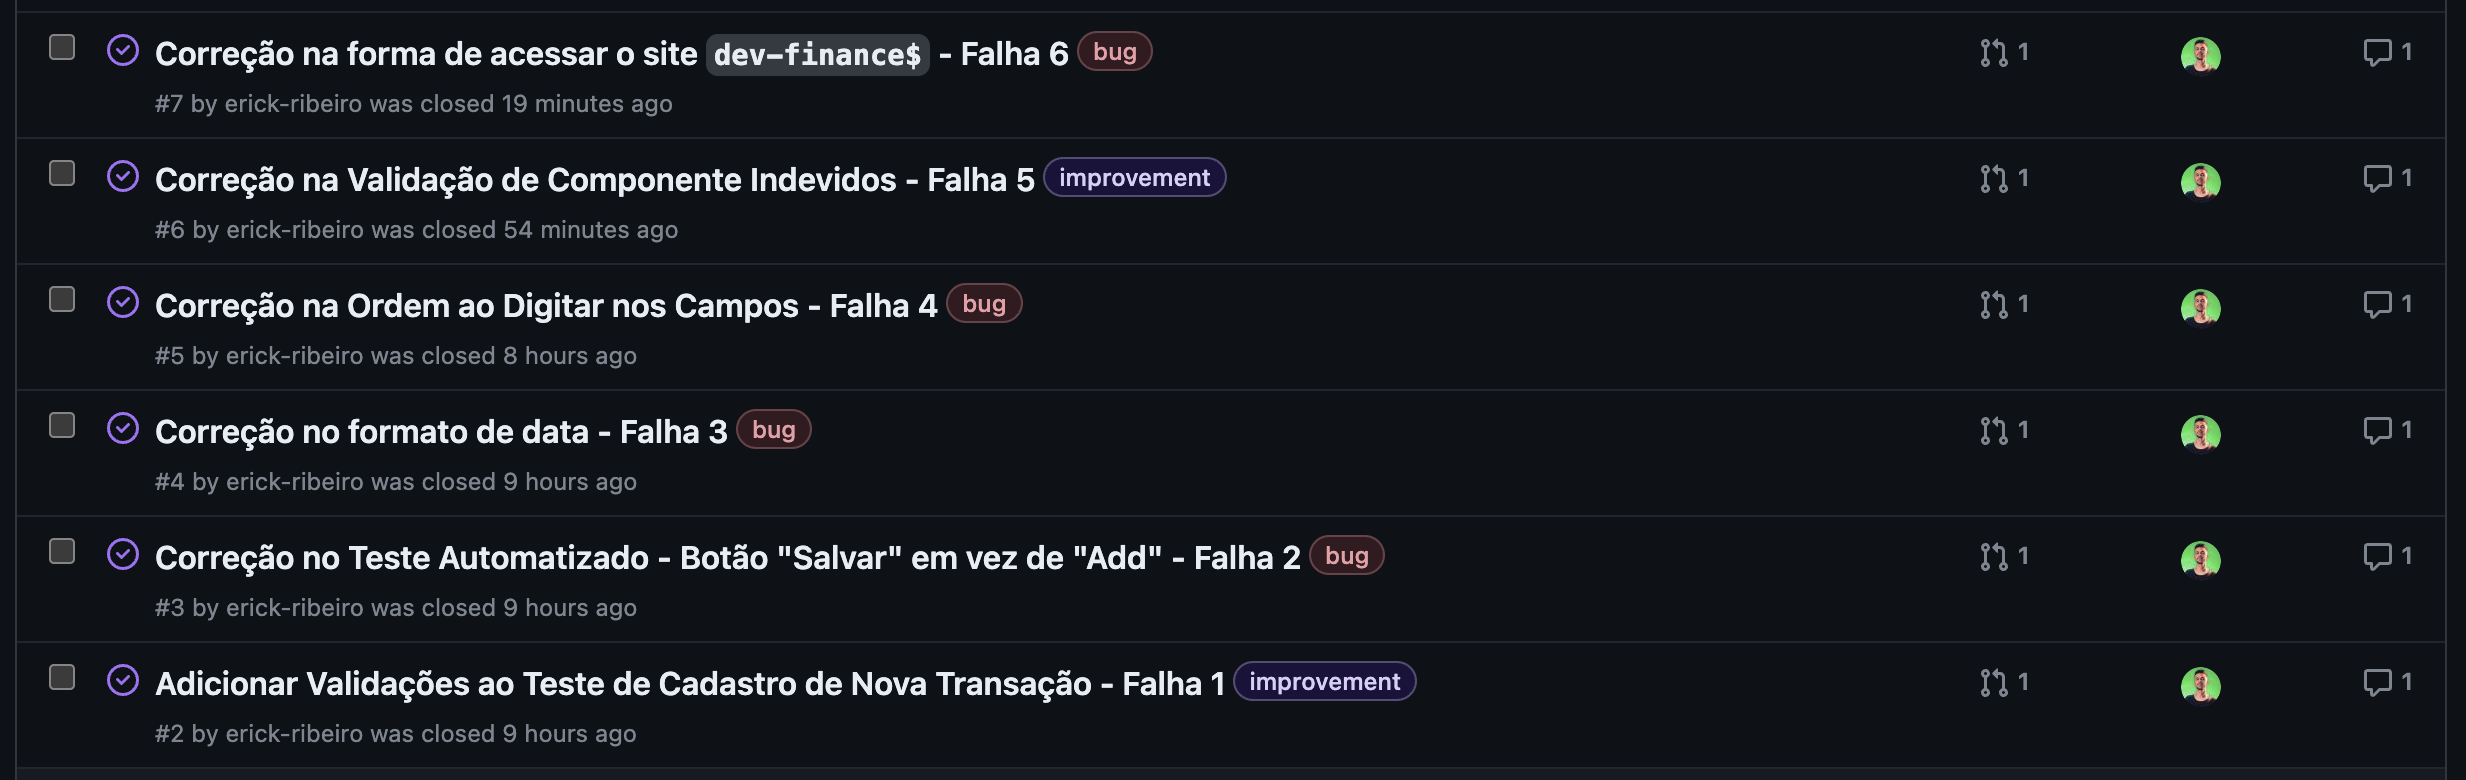 Correção na forma de acessar o site dev-finance$ - Falha 6 bug 1 1
#7 by erick-ribeiro was closed 19 minutes ago
Correção na Validação de Componente Indevidos - Falha 5 improvement 1 1
#6 by erick-ribeiro was closed 54 minutes ago
Correção na Ordem ao Digitar nos Campos - Falha 4 bug 1 1
#5 by erick-ribeiro was closed 8 hours ago
Correção no formato de data - Falha 3 bug 1 1
#4 by erick-ribeiro was closed 9 hours ago
Correção no Teste Automatizado - Botão "Salvar" em vez de "Add" - Falha 2 bug 1 1
#3 by erick-ribeiro was closed 9 hours ago
Adicionar Validações ao Teste de Cadastro de Nova Transação - Falha 1 improvement 1 1
#2 by erick-ribeiro was closed 9 hours ago